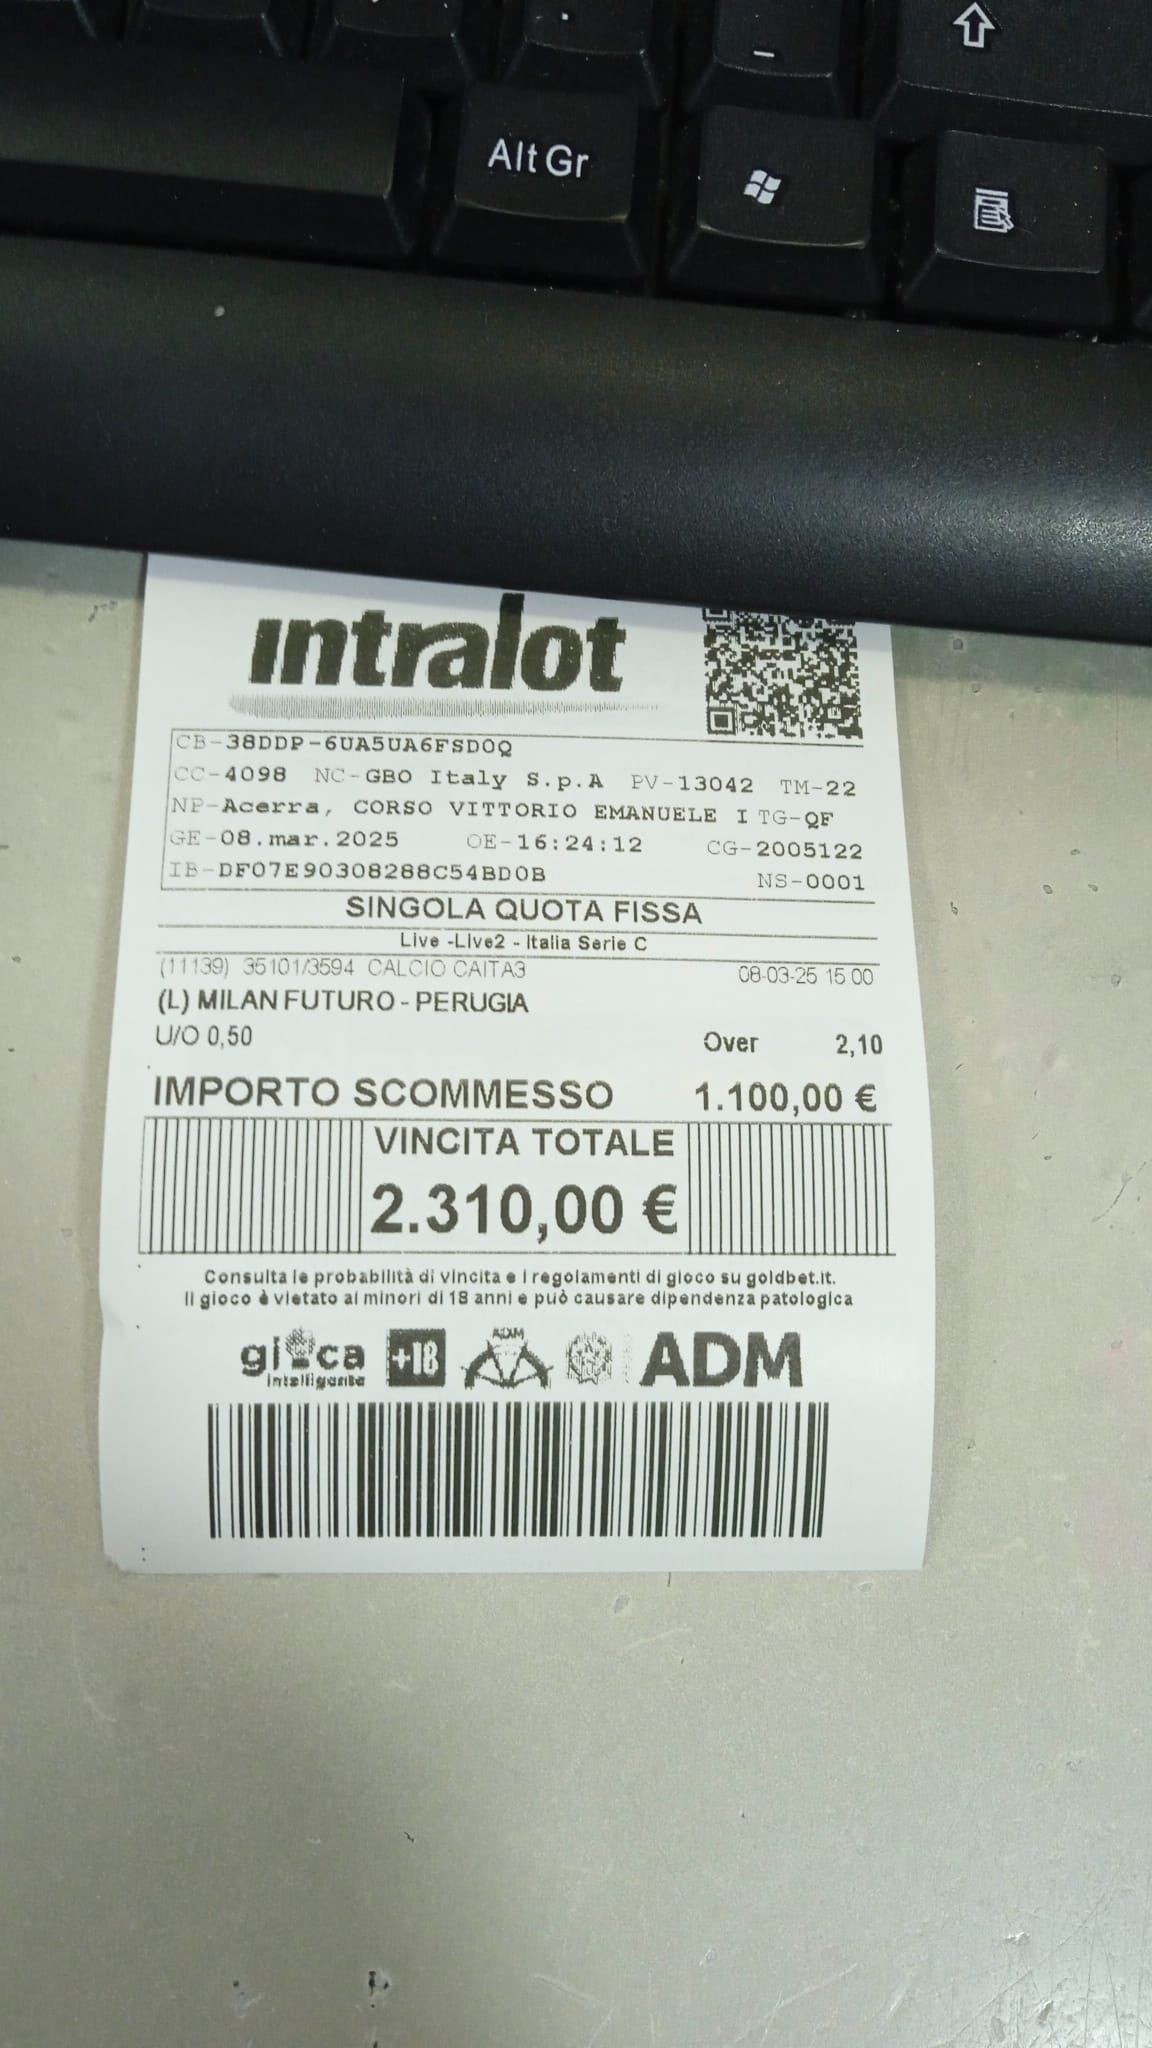 Alt Gr
intralot
CB-38DDP-6UA5UA6FSD0Q
CC-4098 NC-GBO Italy S.p.A PV-13042 TM-22
NP-Acerra, CORSO VITTORIO EMANUELE I TG-QF
GE-08.mar.2025 OE-16:24:12 CG-2005122
IB-DF07E90308288C54BD0B NS-0001
SINGOLA QUOTA FISSA
Live -Live2 - Italia Serie C
(11139) 35101/3594 CALCIO CAITA3 08-03-25 15:00
(L) MILAN FUTURO - PERUGIA
U/O 0,50 Over 2,10
IMPORTO SCOMMESSO 1.100,00 €
VINCITA TOTALE
2.310,00 €
Consulta le probabilità di vincita e i regolamenti di gioco su goldbet.it.
Il gioco è vietato ai minori di 18 anni e può causare dipendenza patologica
gioca +18 ADM ADM
intelligente